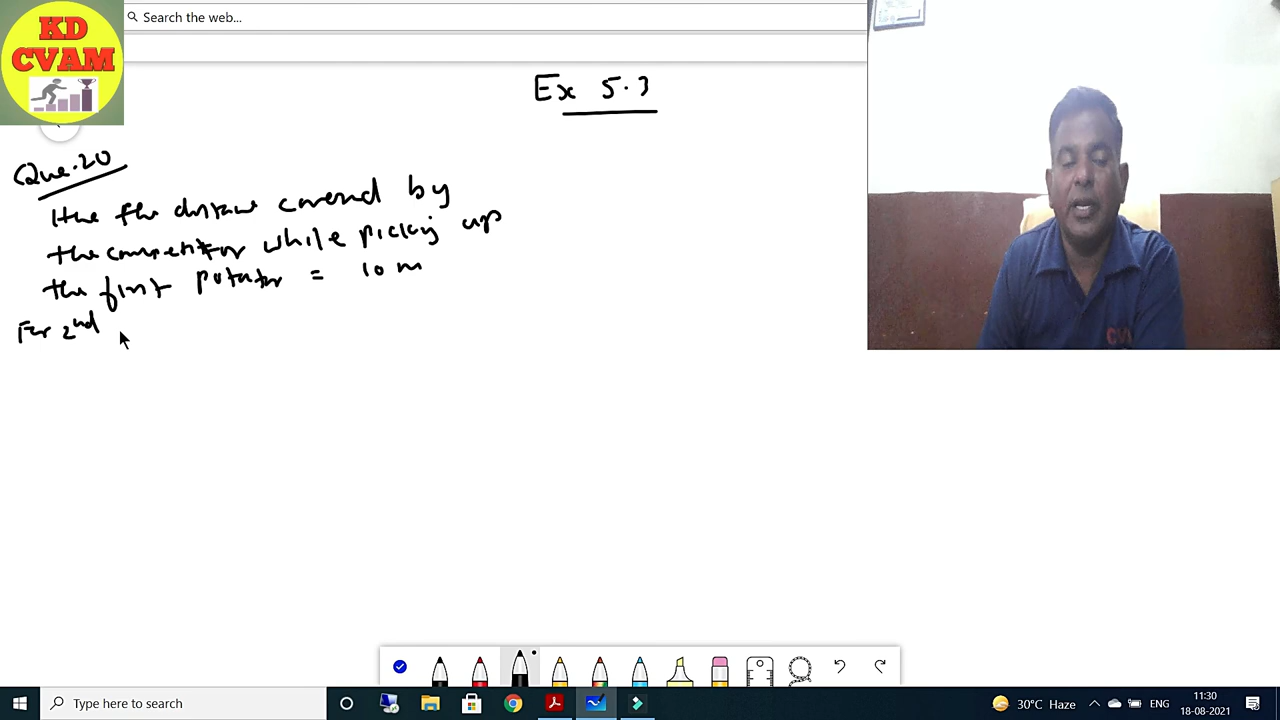 KD
CVAM
Search the web...
Ex 5.3
Que.20
the distance covered by
the competitor while picking up
the first potato = 10 m
For 2nd
Type here to search
30°C Haze
ENG
11:30
18-08-2021